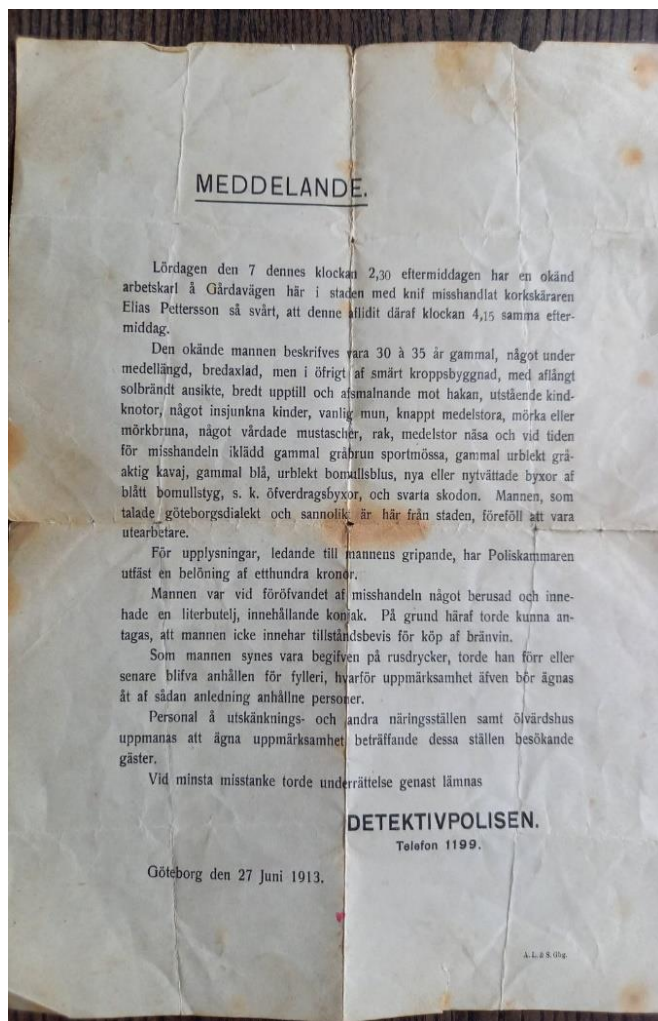 MEDDELANDE.
Lördagen den 7 dennes klockan 2,30 eftermiddagen har en okänd
arbetskarl å Gårdavägen här i staden med knif misshandlat korkskäraren
Elias Pettersson så svårt, att denne aflidit däraf klockan 4,15 samma efter-
middag.
Den okände mannen beskrifves vara 30 à 35 år gammal, något under
medellängd, bredaxlad, men i öfrigt af smärt kroppsbyggnad, med aflångt
solbrändt ansikte, bredt upptill och afsmalnande mot hakan, utstående kind-
knotor, något insjunkna kinder, vanlig mun, knappt medelstora, mörka eller
mörkbruna, något vårdade mustascher, rak, medelstor näsa och vid tiden
för misshandeln iklädd gammal gråbrun sportmössa, gammal urblekt grå-
aktig kavaj, gammal blå, urblekt bomullsblus, nya eller nytvättade byxor af
blått bomullstyg, s. k. öfverdragsbyxor, och svarta skodon. Mannen, som
talade göteborgsdialekt och sannolikt är här från staden, föreföll att vara
utearbetare.
För upplysningar, ledande till mannens gripande, har Poliskammaren
utfäst en belöning af etthundra kronor.
Mannen var vid föröfvandet af misshandeln något berusad och inne-
hade en literbutelj, innehållande konjak. På grund häraf torde kunna an-
tagas, att mannen icke innehar tillståndsbevis för köp af bränvin.
Som mannen synes vara begifven på rusdrycker, torde han förr eller
senare blifva anhållen för fylleri, hvarför uppmärksamhet äfven bör ägnas
åt af sådan anledning anhållne personer.
Personal å utskänknings- och andra näringsställen samt ölvärdshus
uppmanas att ägna uppmärksamhet beträffande dessa ställen besökande
gäster.
Vid minsta misstanke torde underrättelse genast lämnas
DETEKTIVPOLISEN.
Telefon 1199.
Göteborg den 27 Juni 1913.
A. L. & S. Gbg.